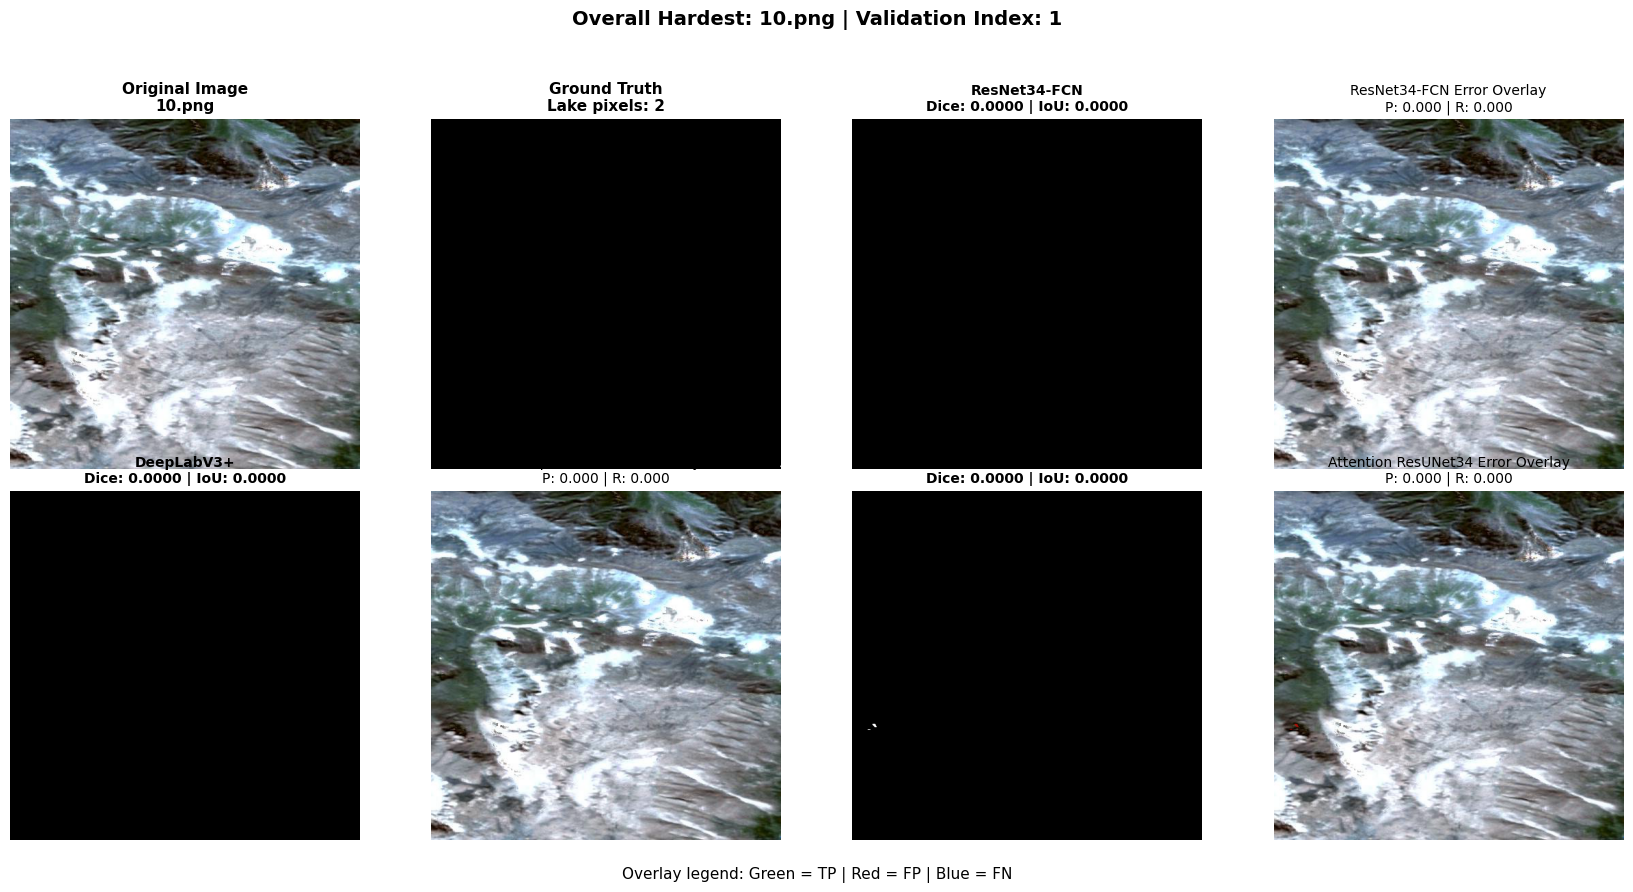 Overall Hardest: 10.png | Validation Index: 1
Original Image
10.png
Ground Truth
Lake pixels: 2
ResNet34-FCN
Dice: 0.0000 | IoU: 0.0000
ResNet34-FCN Error Overlay
P: 0.000 | R: 0.000
DeepLabV3+
Dice: 0.0000 | IoU: 0.0000
P: 0.000 | R: 0.000
Dice: 0.0000 | IoU: 0.0000
Attention ResUNet34 Error Overlay
P: 0.000 | R: 0.000
Overlay legend: Green = TP | Red = FP | Blue = FN